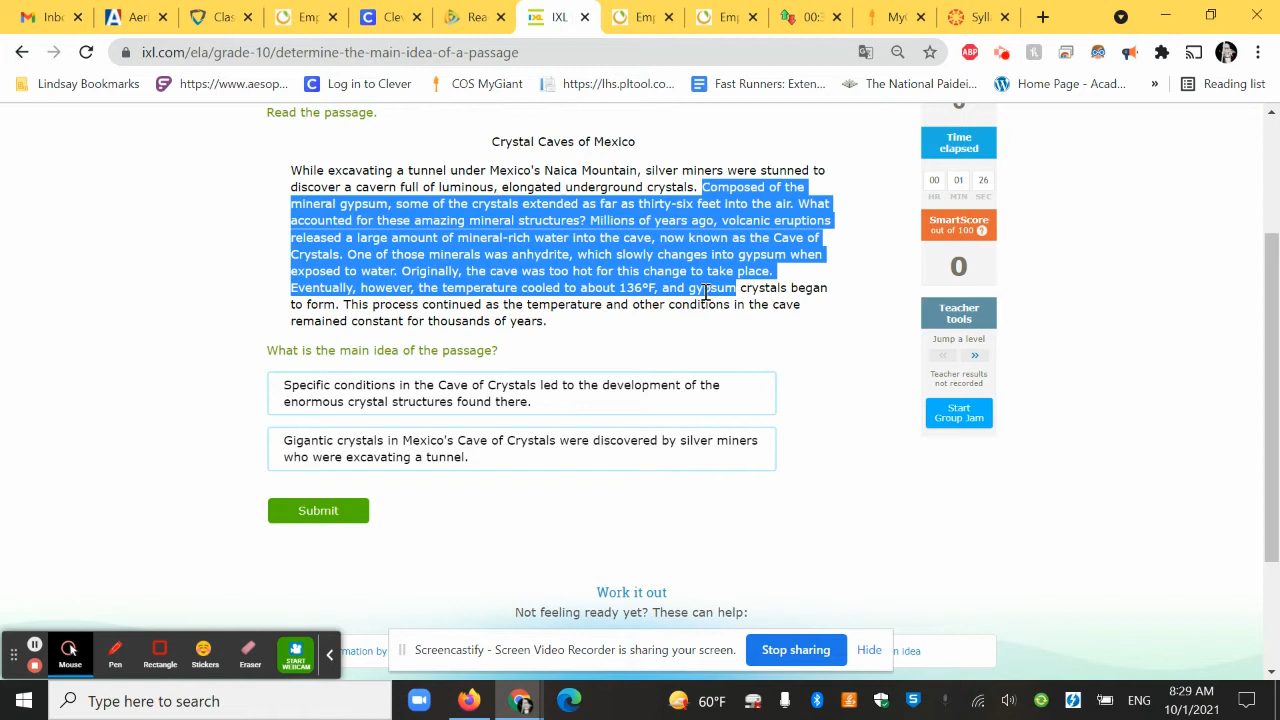 Inbo
Aeri
Class
Emp
Clev
Rea
IXL
Emp
Emp
00:3
MyG
Sylla
ixl.com/ela/grade-10/determine-the-main-idea-of-a-passage
ABP
Lindsay Bookmarks
https://www.aesop...
Log in to Clever
COS MyGiant
https://lhs.pltool.com...
Fast Runners: Exten...
The National Paidei...
Home Page - Acad...
»
Reading list
Read the passage.
Crystal Caves of Mexico
While excavating a tunnel under Mexico's Naica Mountain, silver miners were stunned to
discover a cavern full of luminous, elongated underground crystals. Composed of the
mineral gypsum, some of the crystals extended as far as thirty-six feet into the air. What
accounted for these amazing mineral structures? Millions of years ago, volcanic eruptions
released a large amount of mineral-rich water into the cave, now known as the Cave of
Crystals. One of those minerals was anhydrite, which slowly changes into gypsum when
exposed to water. Originally, the cave was too hot for this change to take place.
Eventually, however, the temperature cooled to about 136°F, and gypsum crystals began
to form. This process continued as the temperature and other conditions in the cave
remained constant for thousands of years.
What is the main idea of the passage?
Specific conditions in the Cave of Crystals led to the development of the
enormous crystal structures found there.
Gigantic crystals in Mexico's Cave of Crystals were discovered by silver miners
who were excavating a tunnel.
Submit
Time
elapsed
00 01 26
HR MIN SEC
SmartScore
out of 100 ?
0
Teacher
tools
Jump a level
« »
Teacher results
not recorded
Start
Group Jam
Work it out
Not feeling ready yet? These can help:
mation by
n idea
Mouse
Pen
Rectangle
Stickers
Eraser
START
WEBCAM
Screencastify - Screen Video Recorder is sharing your screen.
Stop sharing
Hide
Type here to search
60°F
ENG
8:29 AM
10/1/2021